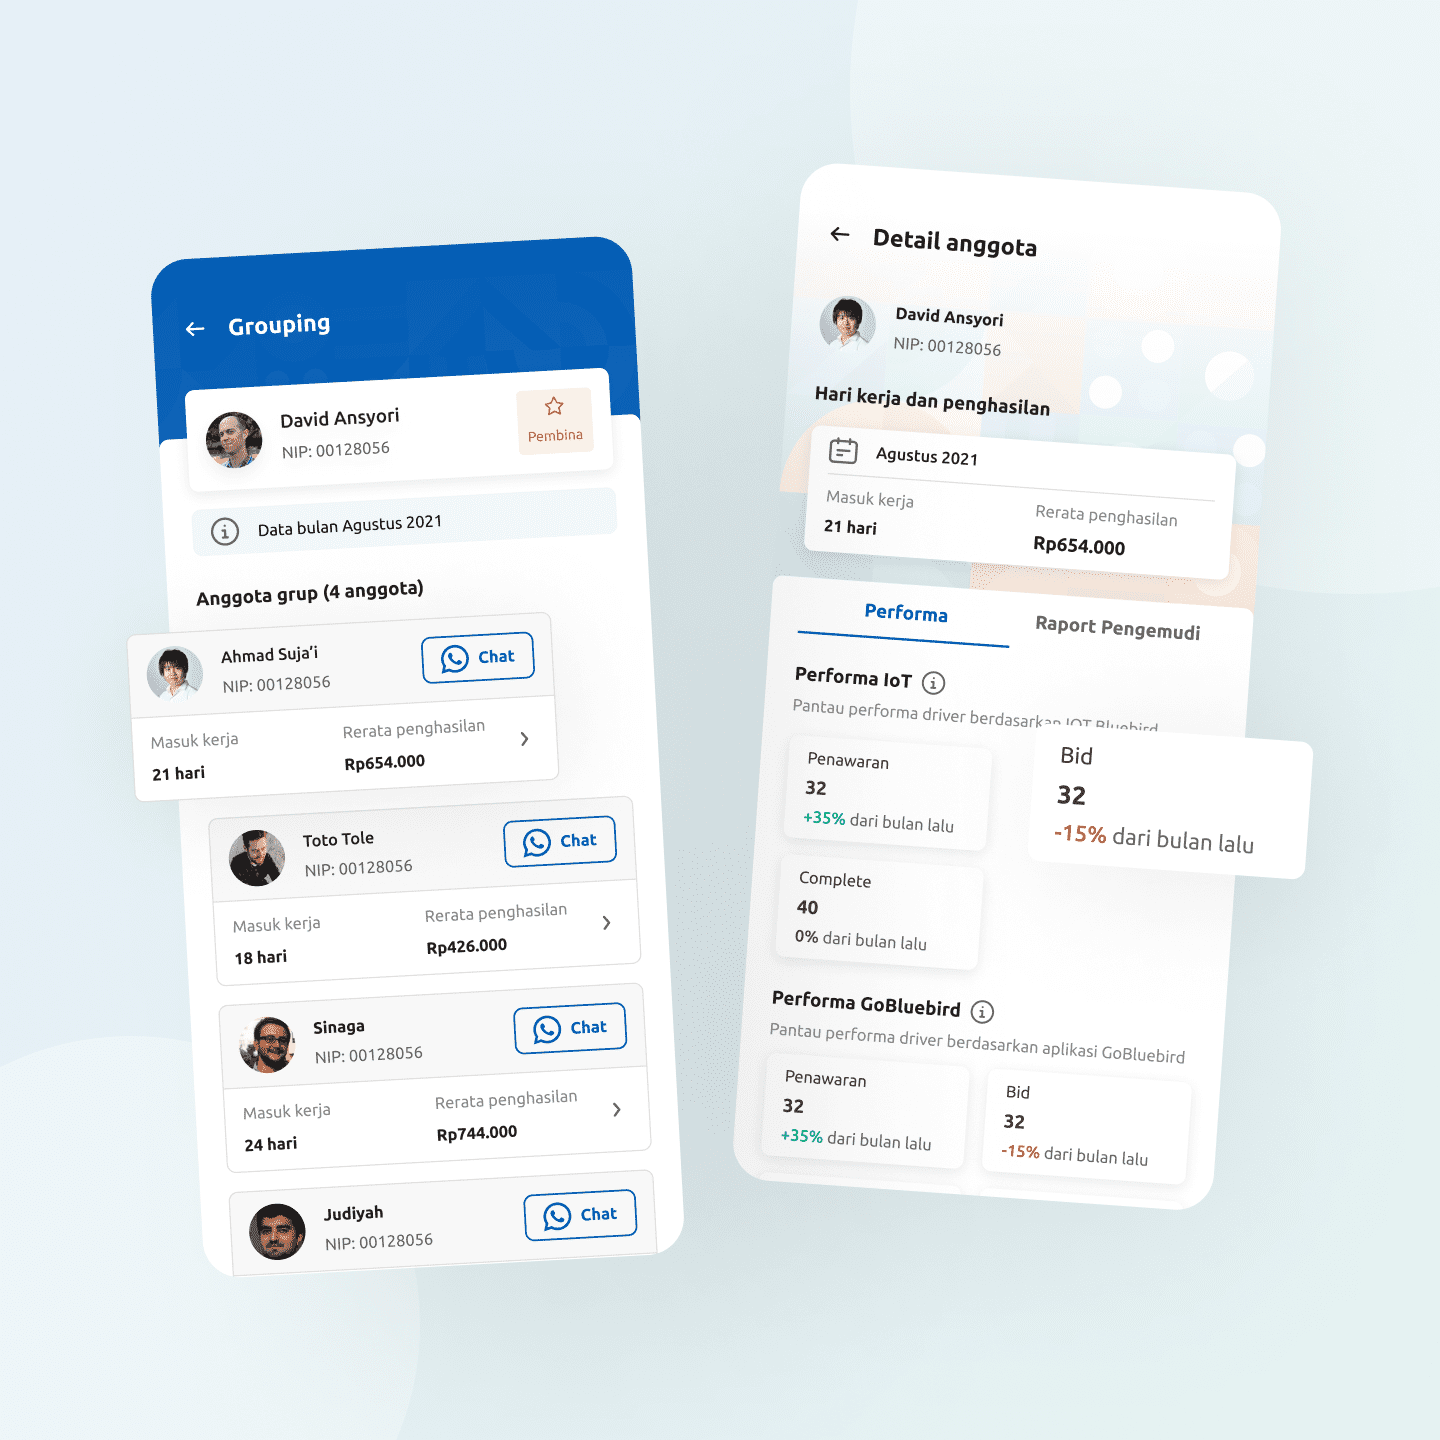 Grouping
David Ansyori
NIP: 00128056
Pembina
Data bulan Agustus 2021
Anggota grup (4 anggota)
Ahmad Suja'i
NIP: 00128056
Chat
Masuk kerja
21 hari
Rerata penghasilan
Rp654.000
Toto Tole
NIP: 00128056
Chat
Masuk kerja
18 hari
Rerata penghasilan
Rp426.000
Sinaga
NIP: 00128056
Chat
Masuk kerja
24 hari
Rerata penghasilan
Rp744.000
Judiyah
NIP: 00128056
Chat
Detail anggota
David Ansyori
NIP: 00128056
Hari kerja dan penghasilan
Agustus 2021
Masuk kerja
21 hari
Rerata penghasilan
Rp654.000
Performa
Raport Pengemudi
Performa IoT
Pantau performa driver berdasarkan IOT Bluebird
Penawaran
32
+35% dari bulan lalu
Bid
32
-15% dari bulan lalu
Complete
40
0% dari bulan lalu
Performa GoBluebird
Pantau performa driver berdasarkan aplikasi GoBluebird
Penawaran
32
+35% dari bulan lalu
Bid
32
-15% dari bulan lalu